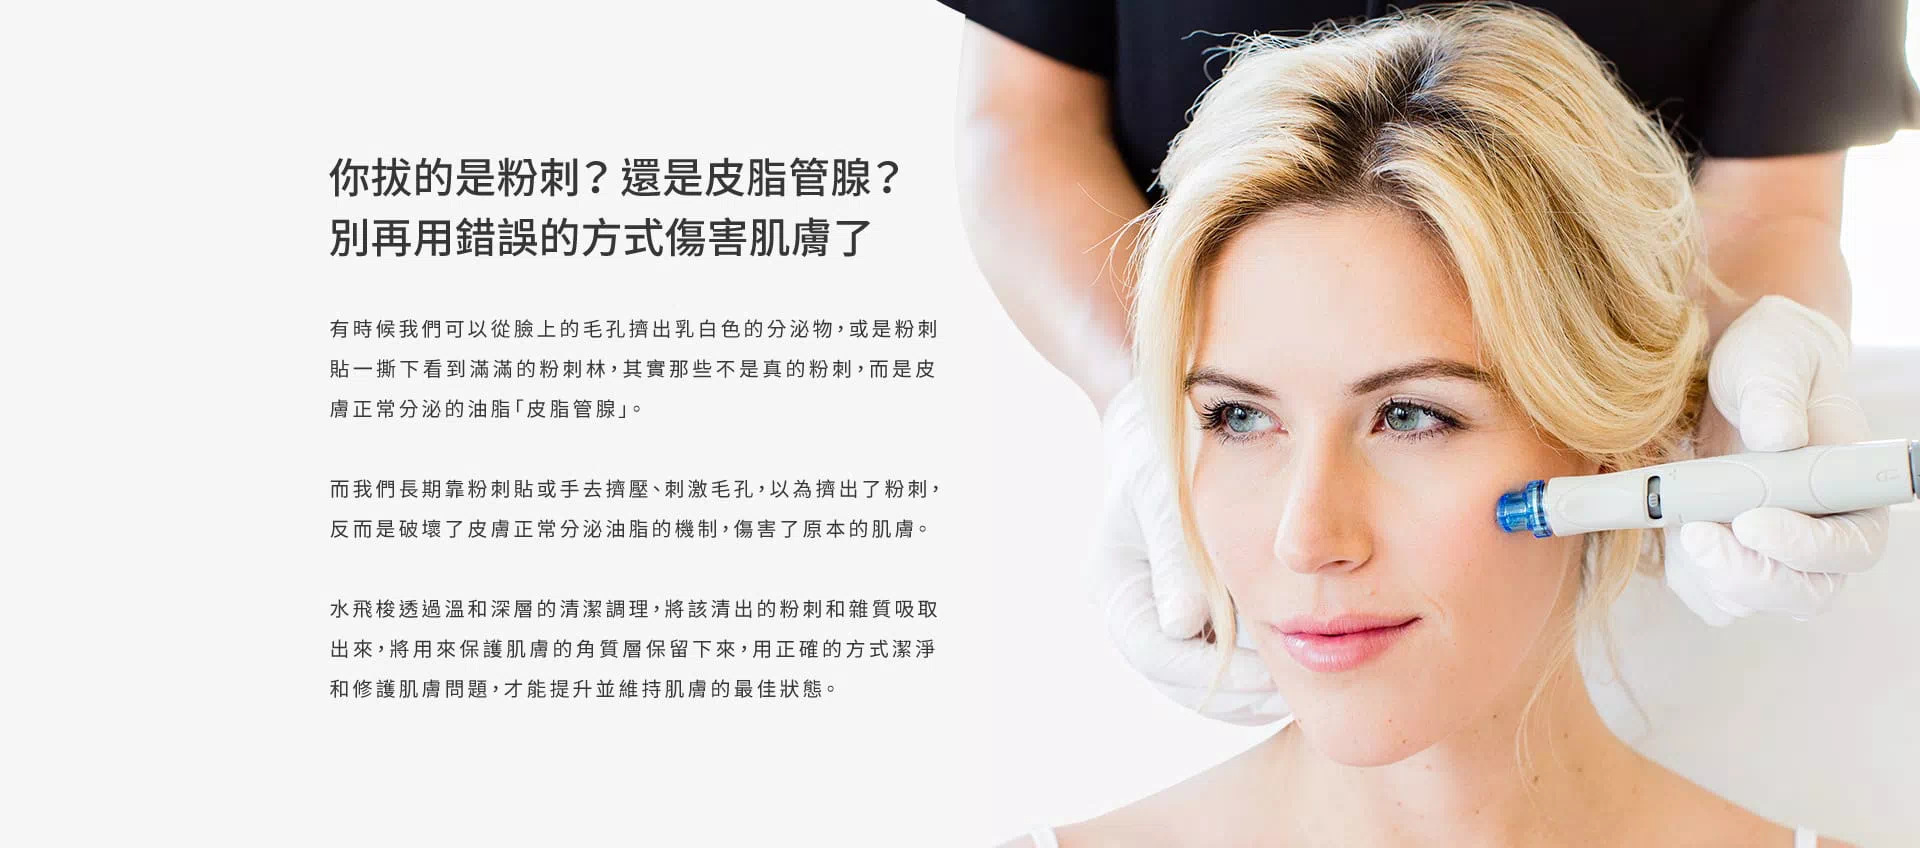 你拔的是粉刺？還是皮脂管腺？
別再用錯誤的方式傷害肌膚了
有時候我們可以從臉上的毛孔擠出乳白色的分泌物，或是粉刺
貼一撕下看到滿滿的粉刺林，其實那些不是真的粉刺，而是皮
膚正常分泌的油脂「皮脂管腺」。
而我們長期靠粉刺貼或手去擠壓、刺激毛孔，以為擠出了粉刺，
反而是破壞了皮膚正常分泌油脂的機制，傷害了原本的肌膚。
水飛梭透過溫和深層的清潔調理，將該清出的粉刺和雜質吸取
出來，將用來保護肌膚的角質層保留下來，用正確的方式潔淨
和修護肌膚問題，才能提升並維持肌膚的最佳狀態。